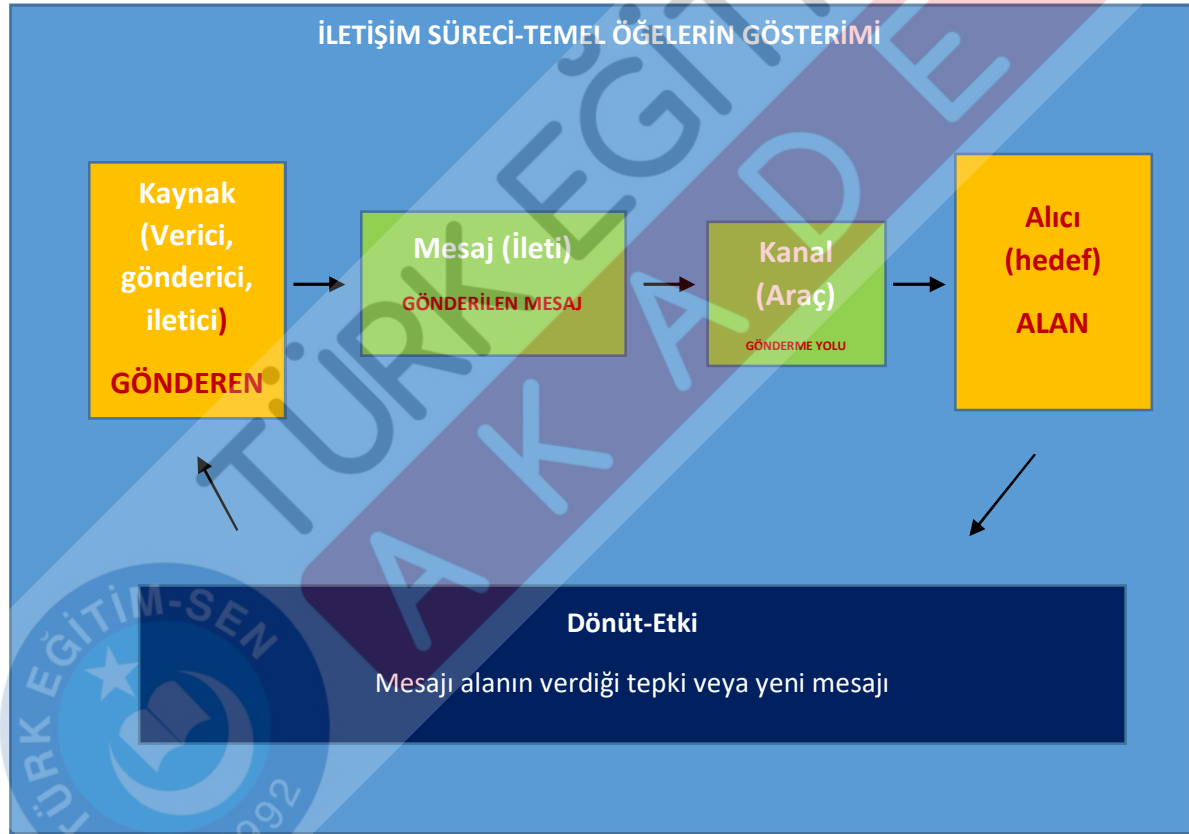 İLETİŞİM SÜRECİ-TEMEL ÖĞELERİN GÖSTERİMİ
Kaynak
(Verici,
gönderici,
iletici)
GÖNDEREN
Mesaj (İleti)
GÖNDERİLEN MESAJ
Kanal
(Araç)
GÖNDERME YOLU
Alıcı
(hedef)
ALAN
Dönüt-Etki
Mesajı alanın verdiği tepki veya yeni mesajı
TÜRK EĞİT
AKADE
TÜRK EĞİTİM-SEN
1992